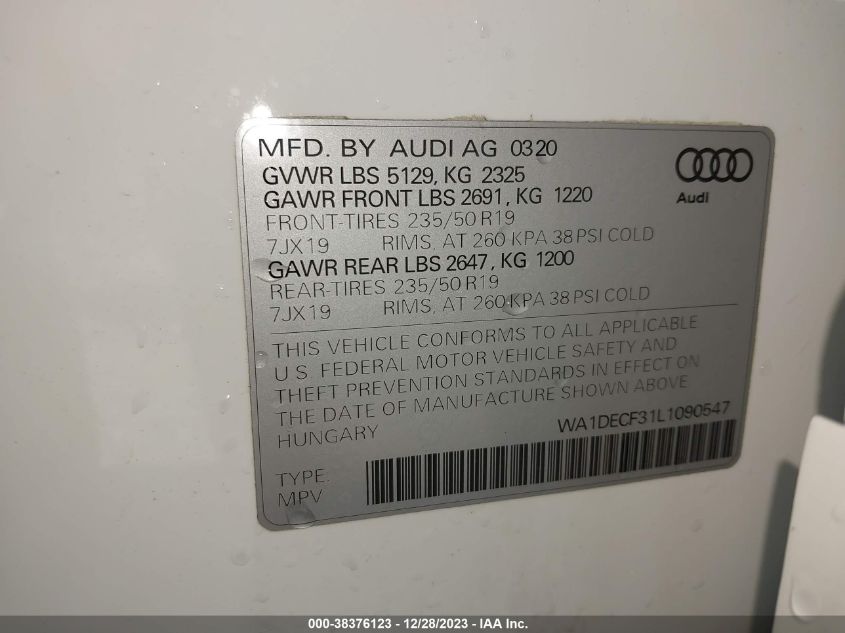 MFD. BY AUDI AG 0320
GVWR LBS 5129, KG 2325
GAWR FRONT LBS 2691, KG 1220
FRONT-TIRES 235/50 R19
7JX19 RIMS, AT 260 KPA 38 PSI COLD
GAWR REAR LBS 2647, KG 1200
REAR-TIRES 235/50 R19
7JX19 RIMS, AT 260 KPA 38 PSI COLD
Audi
THIS VEHICLE CONFORMS TO ALL APPLICABLE
U.S. FEDERAL MOTOR VEHICLE SAFETY AND
THEFT PREVENTION STANDARDS IN EFFECT ON
THE DATE OF MANUFACTURE SHOWN ABOVE
HUNGARY
WA1DECF31L1090547
TYPE:
MPV
000-38376123 - 12/28/2023 - IAA Inc.